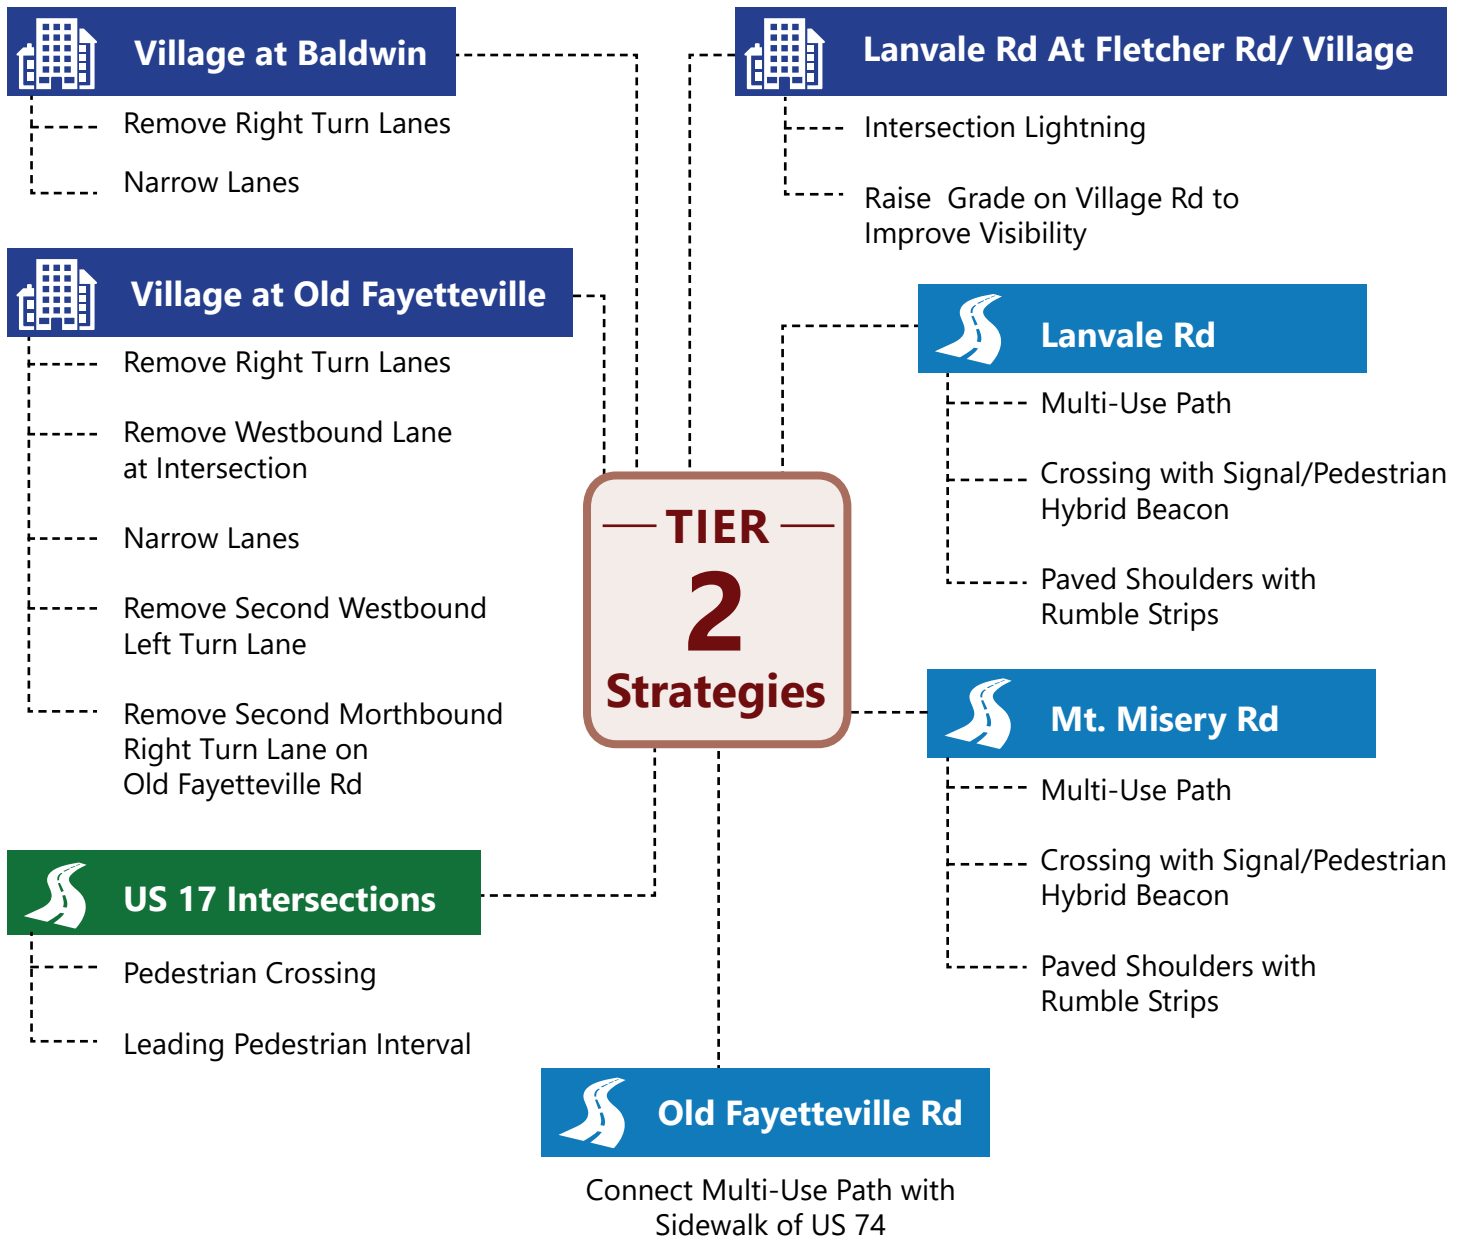 Village at Baldwin
Remove Right Turn Lanes
Narrow Lanes
Village at Old Fayetteville
Remove Right Turn Lanes
Remove Westbound Lane
at Intersection
Narrow Lanes
Remove Second Westbound
Left Turn Lane
Remove Second Morthbound
Right Turn Lane on
Old Fayetteville Rd
US 17 Intersections
Pedestrian Crossing
Leading Pedestrian Interval
TIER
2
Strategies
Lanvale Rd At Fletcher Rd/ Village
Intersection Lightning
Raise Grade on Village Rd to
Improve Visibility
Lanvale Rd
Multi-Use Path
Crossing with Signal/Pedestrian
Hybrid Beacon
Paved Shoulders with
Rumble Strips
Mt. Misery Rd
Multi-Use Path
Crossing with Signal/Pedestrian
Hybrid Beacon
Paved Shoulders with
Rumble Strips
Old Fayetteville Rd
Connect Multi-Use Path with
Sidewalk of US 74